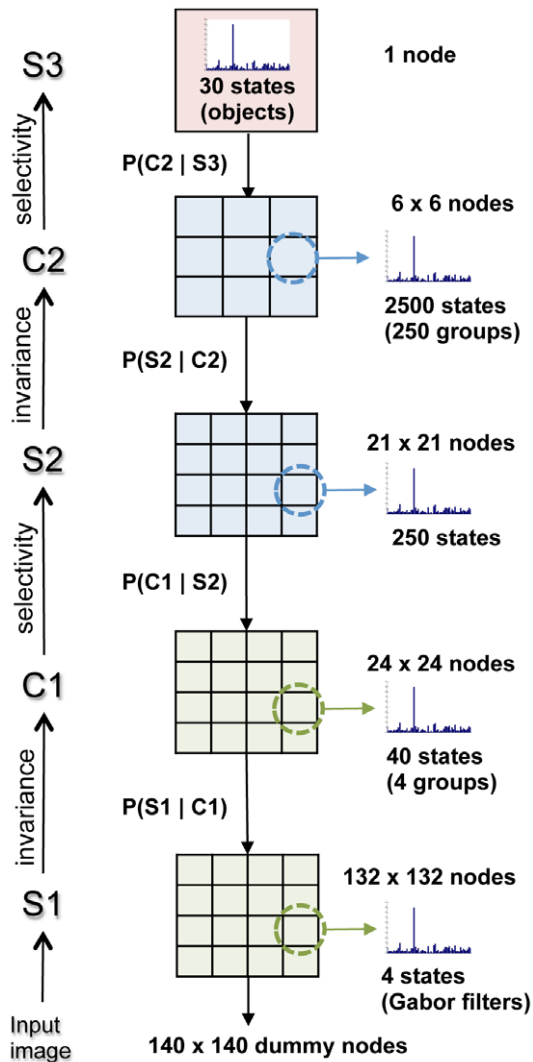 S3
1 node
30 states
(objects)
selectivity
P(C2 | S3)
6 x 6 nodes
C2
2500 states
(250 groups)
invariance
P(S2 | C2)
21 x 21 nodes
S2
250 states
selectivity
P(C1 | S2)
24 x 24 nodes
C1
40 states
(4 groups)
invariance
P(S1 | C1)
132 x 132 nodes
S1
4 states
(Gabor filters)
Input
image
140 x 140 dummy nodes